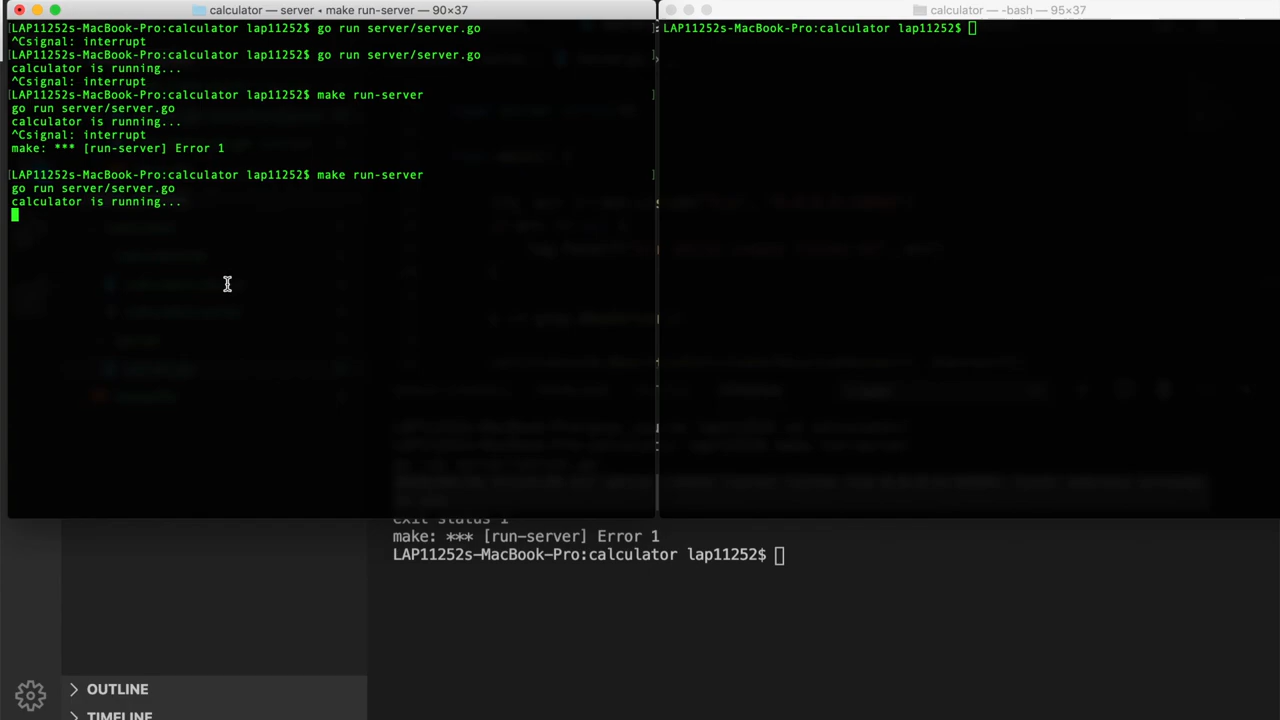 calculator — server ◂ make run-server — 90×37
[LAP11252s-MacBook-Pro:calculator lap11252$ go run server/server.go ]
^Csignal: interrupt
[LAP11252s-MacBook-Pro:calculator lap11252$ go run server/server.go ]
calculator is running...
^Csignal: interrupt
[LAP11252s-MacBook-Pro:calculator lap11252$ make run-server ]
go run server/server.go
calculator is running...
^Csignal: interrupt
make: *** [run-server] Error 1
[LAP11252s-MacBook-Pro:calculator lap11252$ make run-server ]
go run server/server.go
calculator is running...
calculator — -bash — 95×37
LAP11252s-MacBook-Pro:calculator lap11252$
exit status 1
make: *** [run-server] Error 1
LAP11252s-MacBook-Pro:calculator lap11252$
OUTLINE
TIMELINE